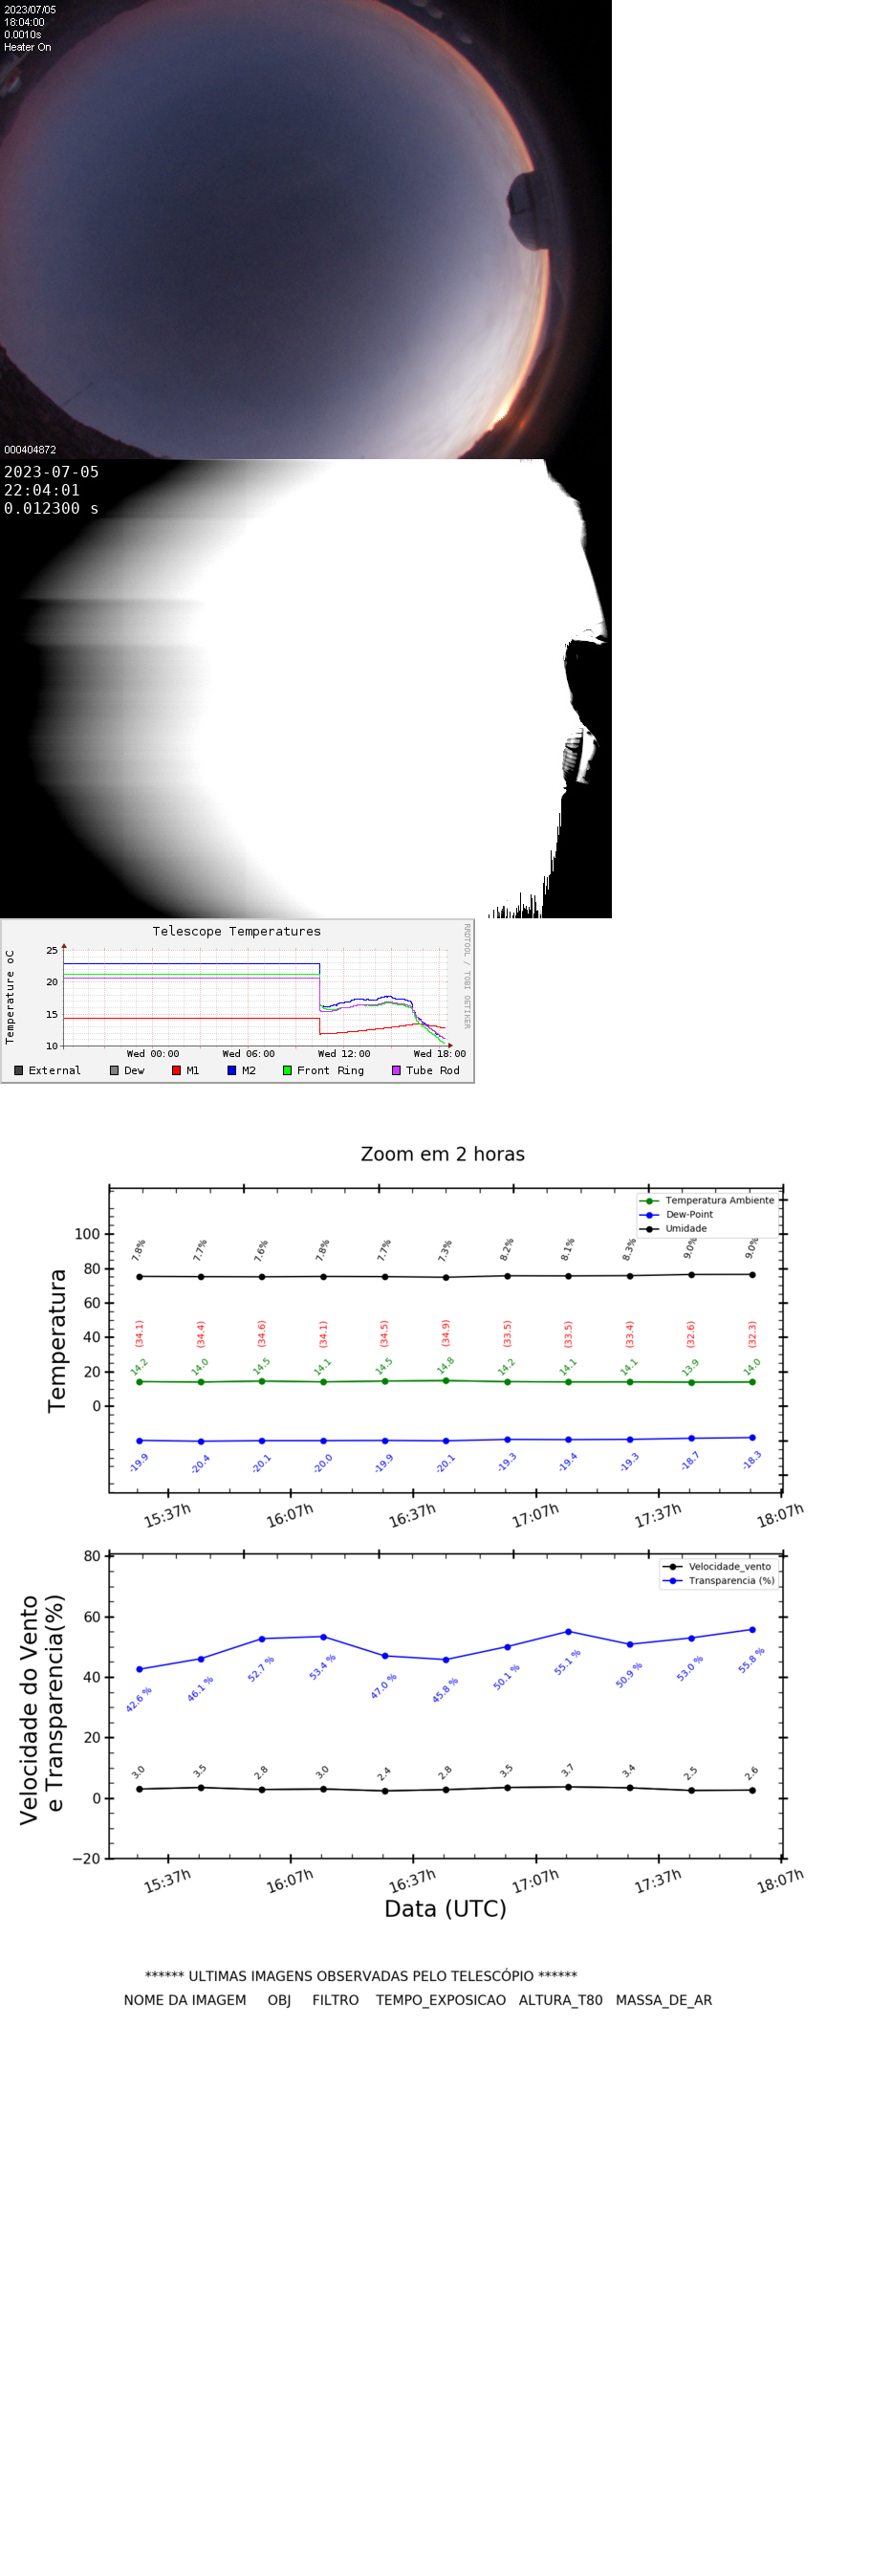 2023/07/05
18:04:00
0.0010s
Heater On
000404872
2023-07-05
22:04:01
0.012300 s
Telescope Temperatures
RRDTOOL / TOBI OETIKER
Temperature oC
25
20
15
10
Wed 00:00 Wed 06:00 Wed 12:00 Wed 18:00
External Dew M1 M2 Front Ring Tube Rod
Zoom em 2 horas
Temperatura Ambiente
Dew-Point
Umidade
Temperatura
100
80
60
40
20
0
7.8% 7.7% 7.6% 7.8% 7.7% 7.3% 8.2% 8.1% 8.3% 9.0% 9.0%
(34.1) (34.4) (34.6) (34.1) (34.5) (34.9) (33.5) (33.5) (33.4) (32.6) (32.3)
14.2 14.0 14.5 14.1 14.5 14.8 14.2 14.1 14.1 13.9 14.0
-19.9 -20.4 -20.1 -20.0 -19.9 -20.1 -19.3 -19.4 -19.3 -18.7 -18.3
15:37h 16:07h 16:37h 17:07h 17:37h 18:07h
Velocidade_vento
Transparencia (%)
Velocidade do Vento
e Transparencia(%)
80
60
40
20
0
−20
42.6 % 46.1 % 52.7 % 53.4 % 47.0 % 45.8 % 50.1 % 55.1 % 50.9 % 53.0 % 55.8 %
3.0 3.5 2.8 3.0 2.4 2.8 3.5 3.7 3.4 2.5 2.6
15:37h 16:07h 16:37h 17:07h 17:37h 18:07h
Data (UTC)
****** ULTIMAS IMAGENS OBSERVADAS PELO TELESCÓPIO ******
NOME DA IMAGEM OBJ FILTRO TEMPO_EXPOSICAO ALTURA_T80 MASSA_DE_AR